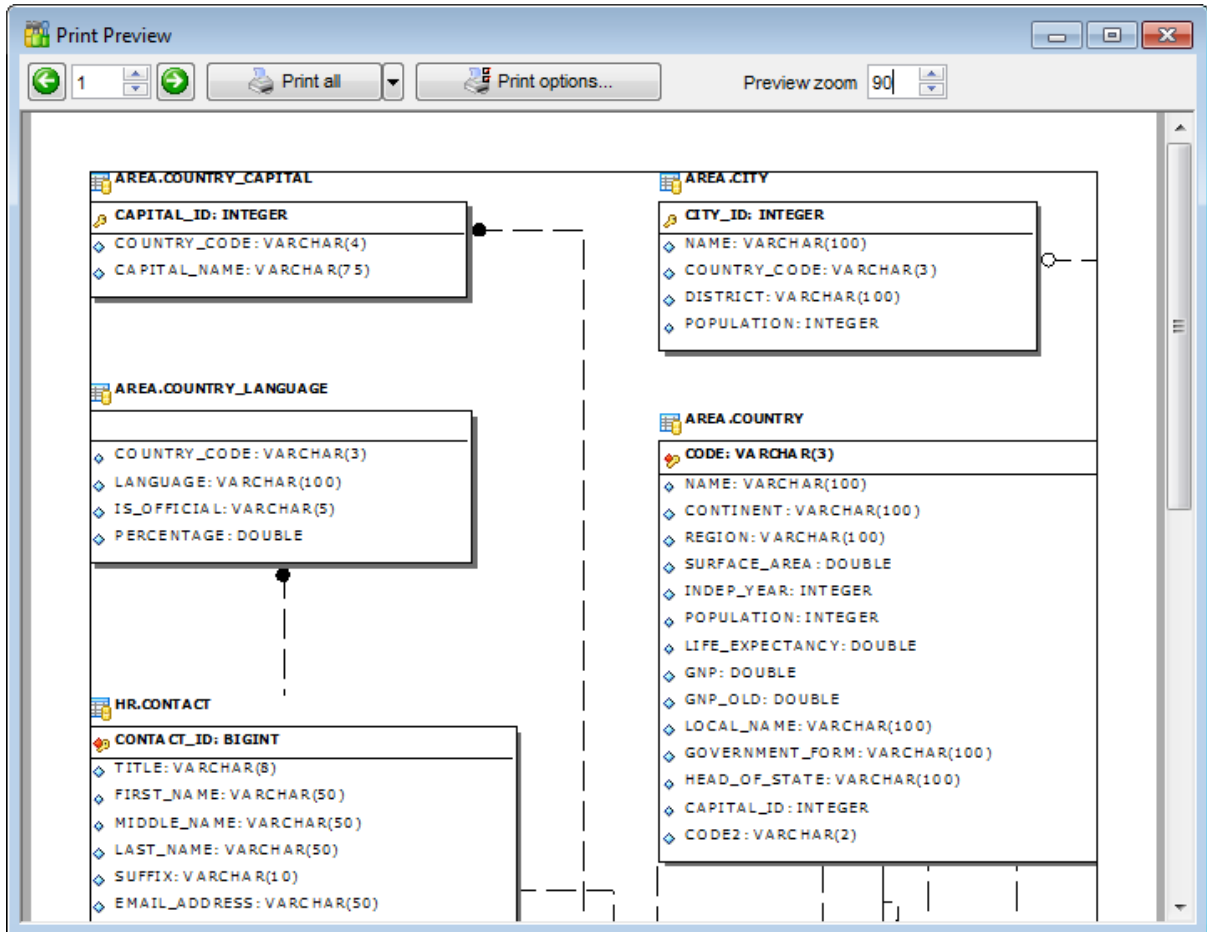 Print Preview
1
Print all
Print options...
Preview zoom 90
AREA.COUNTRY_CAPITAL
CAPITAL_ID: INTEGER
COUNTRY_CODE: VARCHAR(4)
CAPITAL_NAME: VARCHAR(75)
AREA.CITY
CITY_ID: INTEGER
NAME: VARCHAR(100)
COUNTRY_CODE: VARCHAR(3)
DISTRICT: VARCHAR(100)
POPULATION: INTEGER
AREA.COUNTRY_LANGUAGE
COUNTRY_CODE: VARCHAR(3)
LANGUAGE: VARCHAR(100)
IS_OFFICIAL: VARCHAR(5)
PERCENTAGE: DOUBLE
AREA.COUNTRY
CODE: VARCHAR(3)
NAME: VARCHAR(100)
CONTINENT: VARCHAR(100)
REGION: VARCHAR(100)
SURFACE_AREA: DOUBLE
INDEP_YEAR: INTEGER
POPULATION: INTEGER
LIFE_EXPECTANCY: DOUBLE
GNP: DOUBLE
GNP_OLD: DOUBLE
LOCAL_NAME: VARCHAR(100)
GOVERNMENT_FORM: VARCHAR(100)
HEAD_OF_STATE: VARCHAR(100)
CAPITAL_ID: INTEGER
CODE2: VARCHAR(2)
HR.CONTACT
CONTACT_ID: BIGINT
TITLE: VARCHAR(8)
FIRST_NAME: VARCHAR(50)
MIDDLE_NAME: VARCHAR(50)
LAST_NAME: VARCHAR(50)
SUFFIX: VARCHAR(10)
EMAIL_ADDRESS: VARCHAR(50)